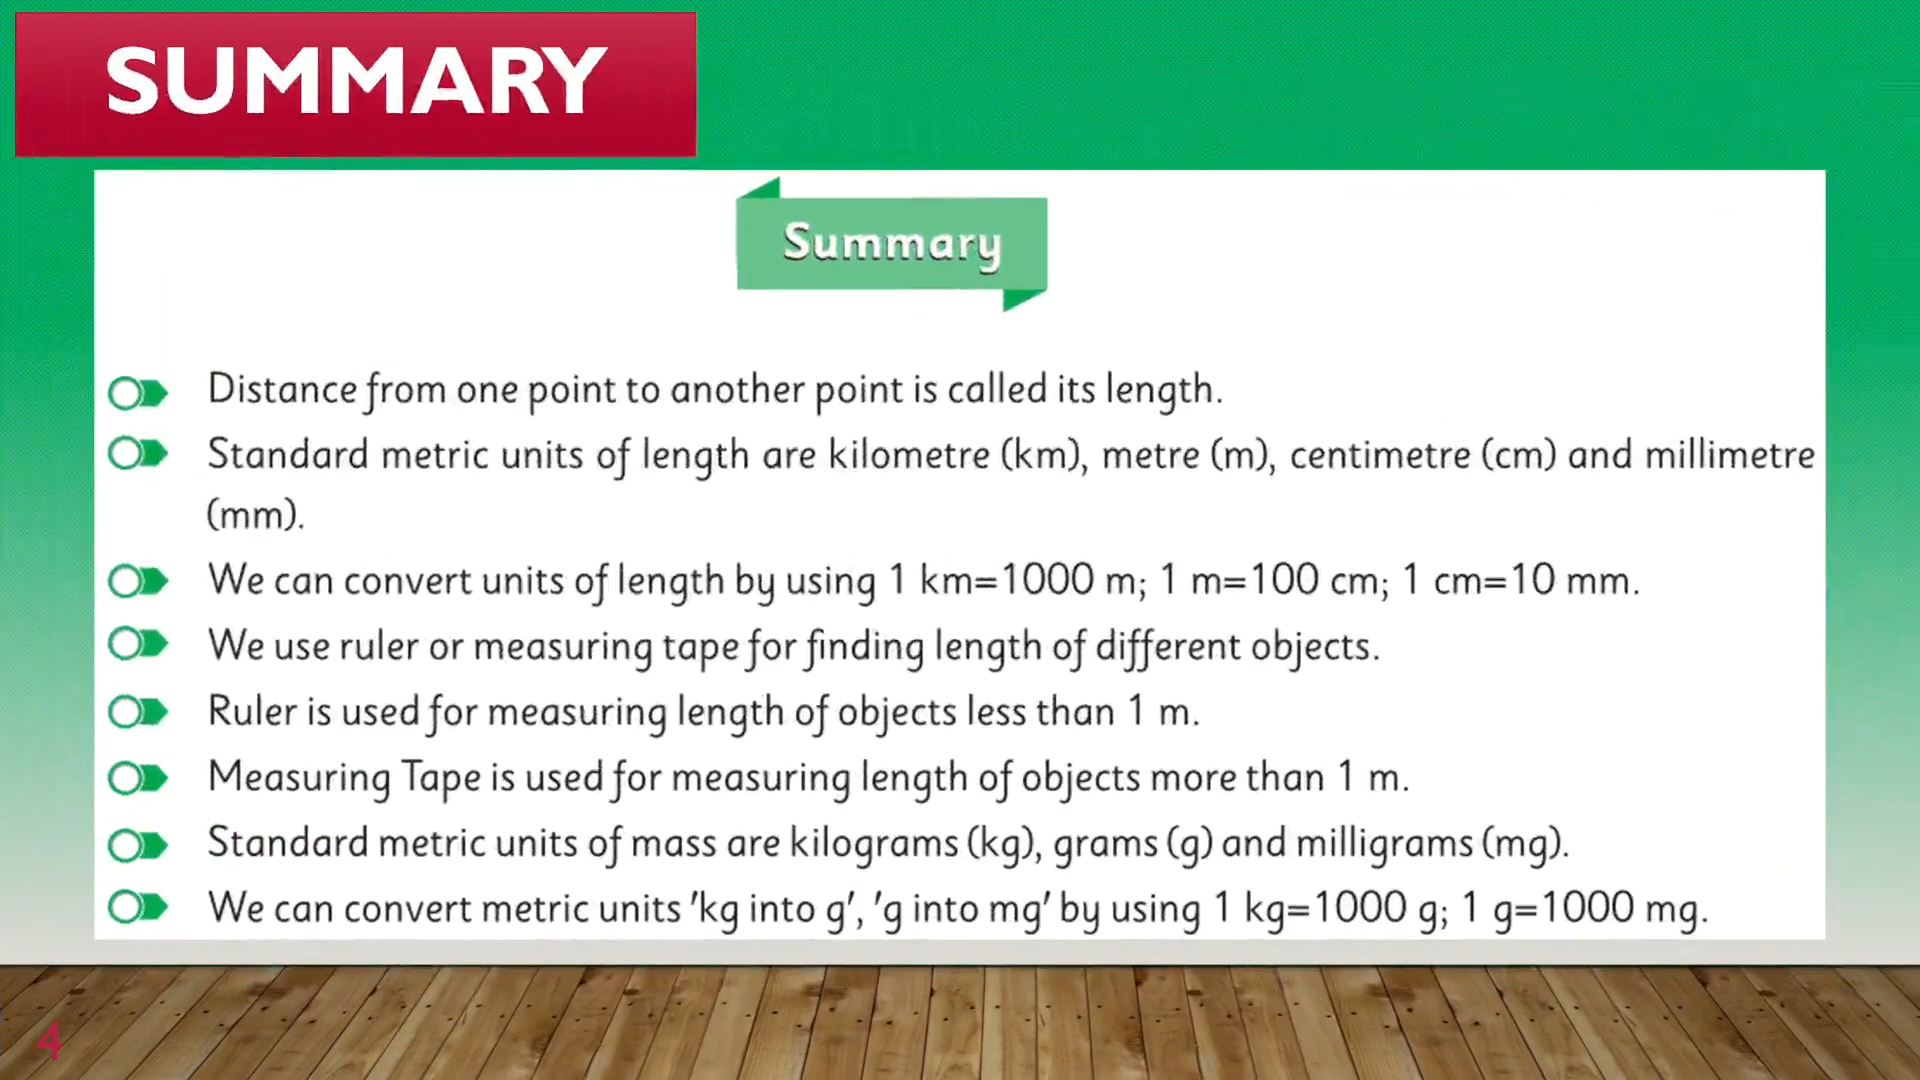 SUMMARY
Summary
Distance from one point to another point is called its length.
Standard metric units of length are kilometre (km), metre (m), centimetre (cm) and millimetre
(mm).
We can convert units of length by using 1 km=1000 m; 1 m=100 cm; 1 cm=10 mm.
We use ruler or measuring tape for finding length of different objects.
Ruler is used for measuring length of objects less than 1 m.
Measuring Tape is used for measuring length of objects more than 1 m.
Standard metric units of mass are kilograms (kg), grams (g) and milligrams (mg).
We can convert metric units 'kg into g', 'g into mg' by using 1 kg=1000 g; 1 g=1000 mg.
4